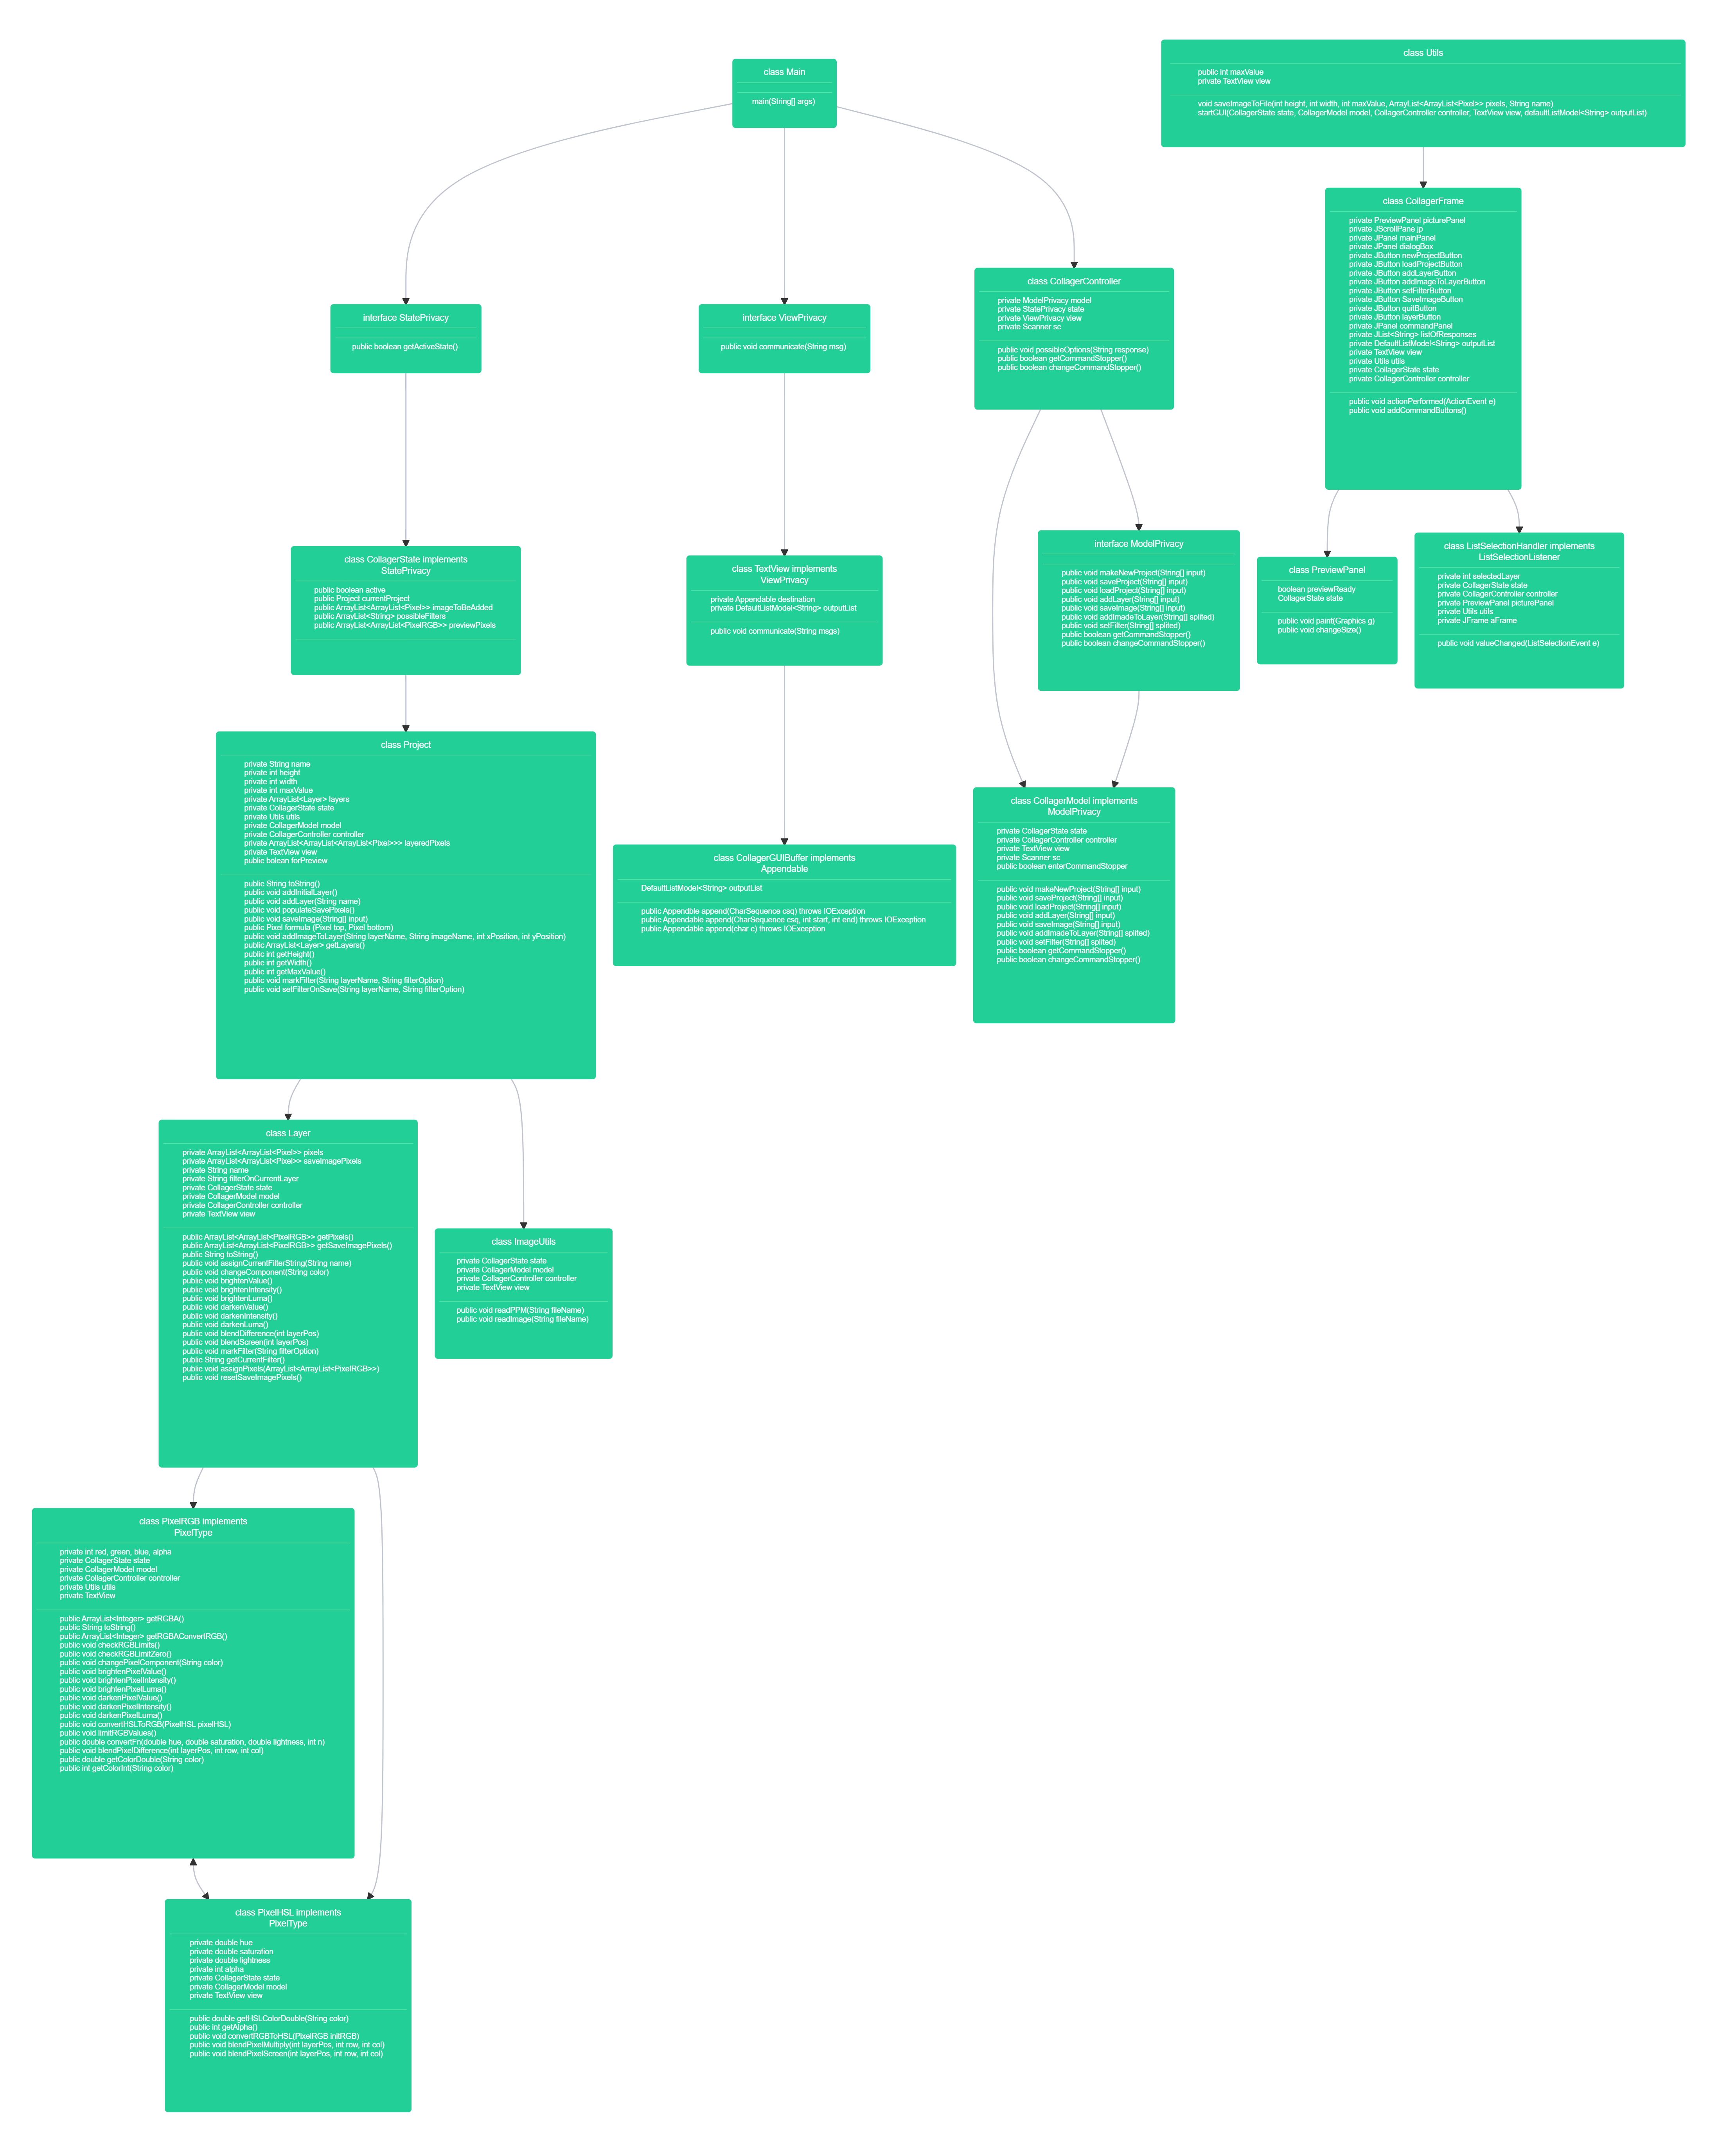 class Main
main(String[] args)
class Utils
public int maxValue
private TextView view
void saveImageToFile(int height, int width, int maxValue, ArrayList<ArrayList<Pixel>> pixels, String name)
startGUI(CollagerState state, CollagerModel model, CollagerController controller, TextView view, defaultListModel<String> outputList)
class CollagerFrame
private PreviewPanel picturePanel
private JScrollPane jp
private JPanel mainPanel
private JPanel dialogBox
private JButton newProjectButton
private JButton loadProjectButton
private JButton addLayerButton
private JButton addImageToLayerButton
private JButton setFilterButton
private JButton SaveImageButton
private JButton quitButton
private JButton layerButton
private JPanel commandPanel
private JList<String> listOfResponses
private DefaultListModel<String> outputList
private TextView view
private Utils utils
private CollagerState state
private CollagerController controller
public void actionPerformed(ActionEvent e)
public void addCommandButtons()
class CollagerController
private ModelPrivacy model
private StatePrivacy state
private ViewPrivacy view
private Scanner sc
public void possibleOptions(String response)
public boolean getCommandStopper()
public boolean changeCommandStopper()
interface StatePrivacy
public boolean getActiveState()
interface ViewPrivacy
public void communicate(String msg)
interface ModelPrivacy
public void makeNewProject(String[] input)
public void saveProject(String[] input)
public void loadProject(String[] input)
public void addLayer(String[] input)
public void saveImage(String[] input)
public void addImadeToLayer(String[] splited)
public void setFilter(String[] splited)
public boolean getCommandStopper()
public boolean changeCommandStopper()
class PreviewPanel
boolean previewReady
CollagerState state
public void paint(Graphics g)
public void changeSize()
class ListSelectionHandler implements
ListSelectionListener
private int selectedLayer
private CollagerState state
private CollagerController controller
private PreviewPanel picturePanel
private Utils utils
private JFrame aFrame
public void valueChanged(ListSelectionEvent e)
class CollagerState implements
StatePrivacy
public boolean active
public Project currentProject
public ArrayList<ArrayList<Pixel>> imageToBeAdded
public ArrayList<String> possibleFilters
public ArrayList<ArrayList<PixelRGB>> previewPixels
class TextView implements
ViewPrivacy
private Appendable destination
private DefaultListModel<String> outputList
public void communicate(String msgs)
class Project
private String name
private int height
private int width
private int maxValue
private ArrayList<Layer> layers
private CollagerState state
private Utils utils
private CollagerModel model
private CollagerController controller
private ArrayList<ArrayList<ArrayList<Pixel>>> layeredPixels
private TextView view
public bolean forPreview
public String toString()
public void addInitialLayer()
public void addLayer(String name)
public void populateSavePixels()
public void saveImage(String[] input)
public Pixel formula (Pixel top, Pixel bottom)
public void addImageToLayer(String layerName, String imageName, int xPosition, int yPosition)
public ArrayList<Layer> getLayers()
public int getHeight()
public int getWidth()
public int getMaxValue()
public void markFilter(String layerName, String filterOption)
public void setFilterOnSave(String layerName, String filterOption)
class CollagerGUIBuffer implements
Appendable
DefaultListModel<String> outputList
public Appendble append(CharSequence csq) throws IOExeception
public Appendable append(CharSequence csq, int start, int end) throws IOException
public Appendable append(char c) throws IOException
class CollagerModel implements
ModelPrivacy
private CollagerState state
private CollagerController controller
private TextView view
private Scanner sc
public boolean enterCommandStopper
public void makeNewProject(String[] input)
public void saveProject(String[] input)
public void loadProject(String[] input)
public void addLayer(String[] input)
public void saveImage(String[] input)
public void addImadeToLayer(String[] splited)
public void setFilter(String[] splited)
public boolean getCommandStopper()
public boolean changeCommandStopper()
class Layer
private ArrayList<ArrayList<Pixel>> pixels
private ArrayList<ArrayList<Pixel>> saveImagePixels
private String name
private String filterOnCurrentLayer
private CollagerState state
private CollagerModel model
private CollagerController controller
private TextView view
public ArrayList<ArrayList<PixelRGB>> getPixels()
public ArrayList<ArrayList<PixelRGB>> getSaveImagePixels()
public String toString()
public void assignCurrentFilterString(String name)
public void changeComponent(String color)
public void brightenValue()
public void brightenIntensity()
public void brightenLuma()
public void darkenValue()
public void darkenIntensity()
public void darkenLuma()
public void blendDifference(int layerPos)
public void blendScreen(int layerPos)
public void markFilter(String filterOption)
public String getCurrentFilter()
public void assignPixels(ArrayList<ArrayList<PixelRGB>>)
public void resetSaveImagePixels()
class ImageUtils
private CollagerState state
private CollagerModel model
private CollagerController controller
private TextView view
public void readPPM(String fileName)
public void readImage(String fileName)
class PixelRGB implements
PixelType
private int red, green, blue, alpha
private CollagerState state
private CollagerModel model
private CollagerController controller
private Utils utils
private TextView
public ArrayList<Integer> getRGBA()
public String toString()
public ArrayList<Integer> getRGBAConvertRGB()
public void checkRGBLimits()
public void checkRGBLimitZero()
public void changePixelComponent(String color)
public void brightenPixelValue()
public void brightenPixelIntensity()
public void brightenPixelLuma()
public void darkenPixelValue()
public void darkenPixelIntensity()
public void darkenPixelLuma()
public void convertHSLToRGB(PixelHSL pixelHSL)
public void limitRGBValues()
public double convertFn(double hue, double saturation, double lightness, int n)
public void blendPixelDifference(int layerPos, int row, int col)
public double getColorDouble(String color)
public int getColorInt(String color)
class PixelHSL implements
PixelType
private double hue
private double saturation
private double lightness
private int alpha
private CollagerState state
private CollagerModel model
private TextView view
public double getHSLColorDouble(String color)
public int getAlpha()
public void convertRGBToHSL(PixelRGB initRGB)
public void blendPixelMultiply(int layerPos, int row, int col)
public void blendPixelScreen(int layerPos, int row, int col)